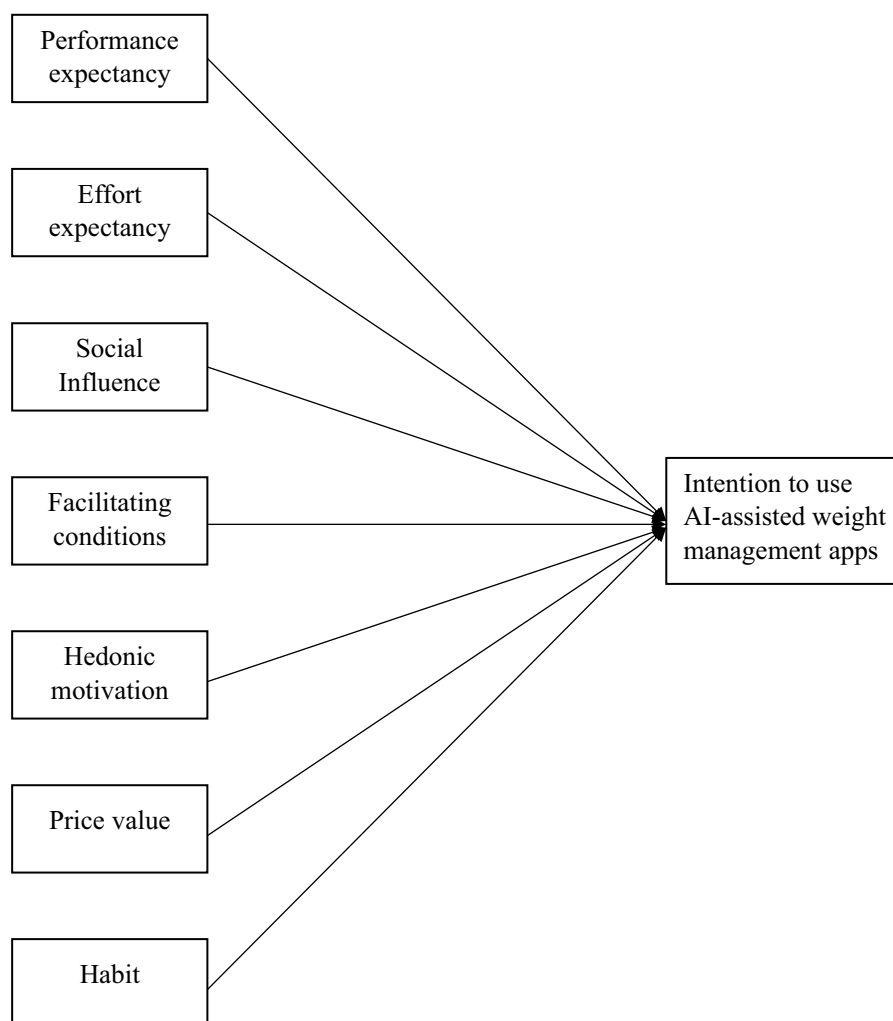 Performance
expectancy
Effort
expectancy
Social
Influence
Facilitating
conditions
Hedonic
motivation
Price value
Habit
Intention to use
AI-assisted weight
management apps